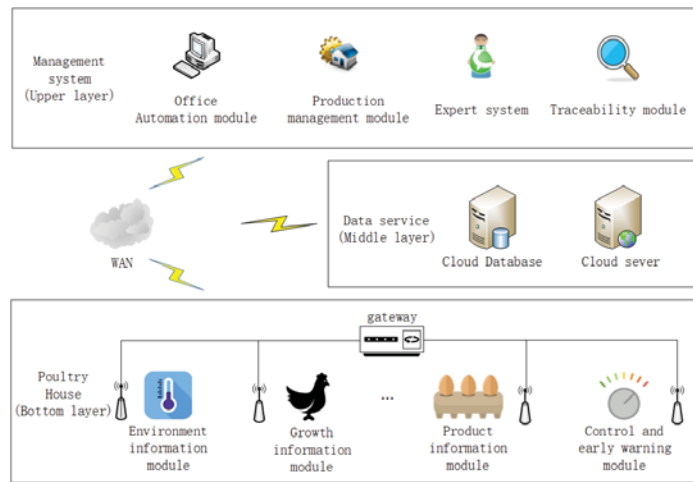 Management
system
(Upper layer)
Office
Automation module
Production
management module
Expert system
Traceability module
WAN
Data service
(Middle layer)
Cloud Database
Cloud sever
gateway
Poultry
House
(Bottom layer)
Environment
information
module
Growth
information
module
...
Product
information
module
Control and
early warning
module